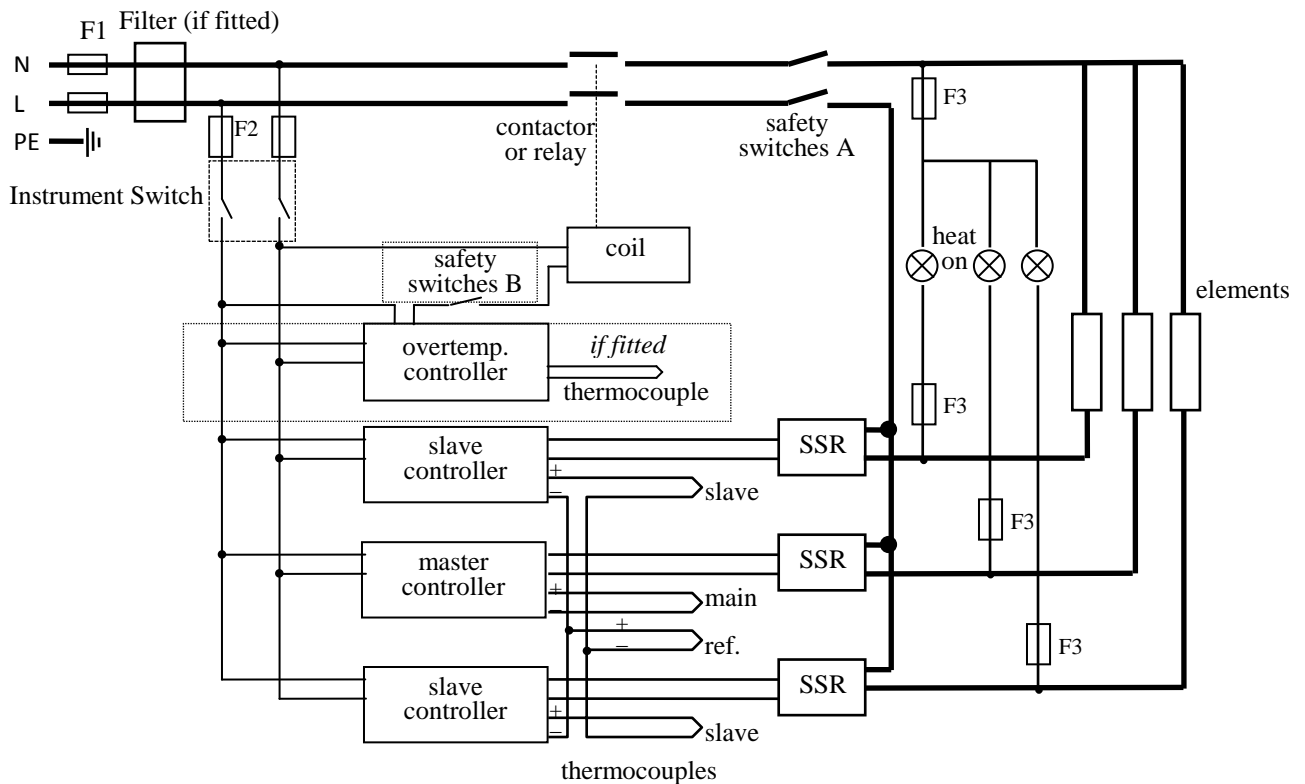 Filter (if fitted)
F1
N
L
PE
F2
F3
contactor
or relay
safety
switches A
Instrument Switch
safety
switches B
coil
heat
on
elements
overtemp.
controller
if fitted
thermocouple
F3
slave
controller
+
–
SSR
slave
F3
master
controller
+
–
SSR
main
+
–
ref.
F3
slave
controller
+
–
SSR
slave
thermocouples